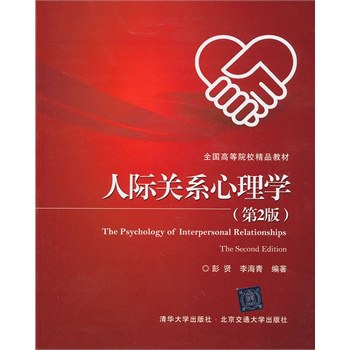 全国高等院校精品教材
人际关系心理学
（第2版）
The Psychology of Interpersonal Relationships
The Second Edition
◎ 彭 贤 李海青 编著
清华大学出版社·北京交通大学出版社